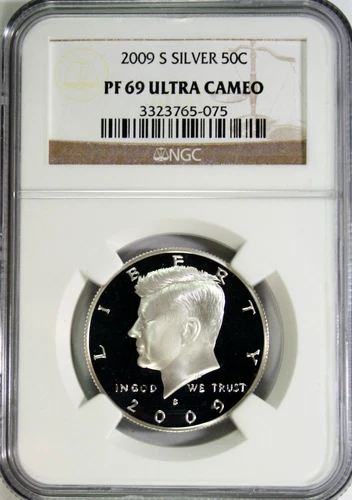 2009 S SILVER 50C
PF 69 ULTRA CAMEO
3323765-075
NGC
LIBERTY
IN GOD WE TRUST
S
2009